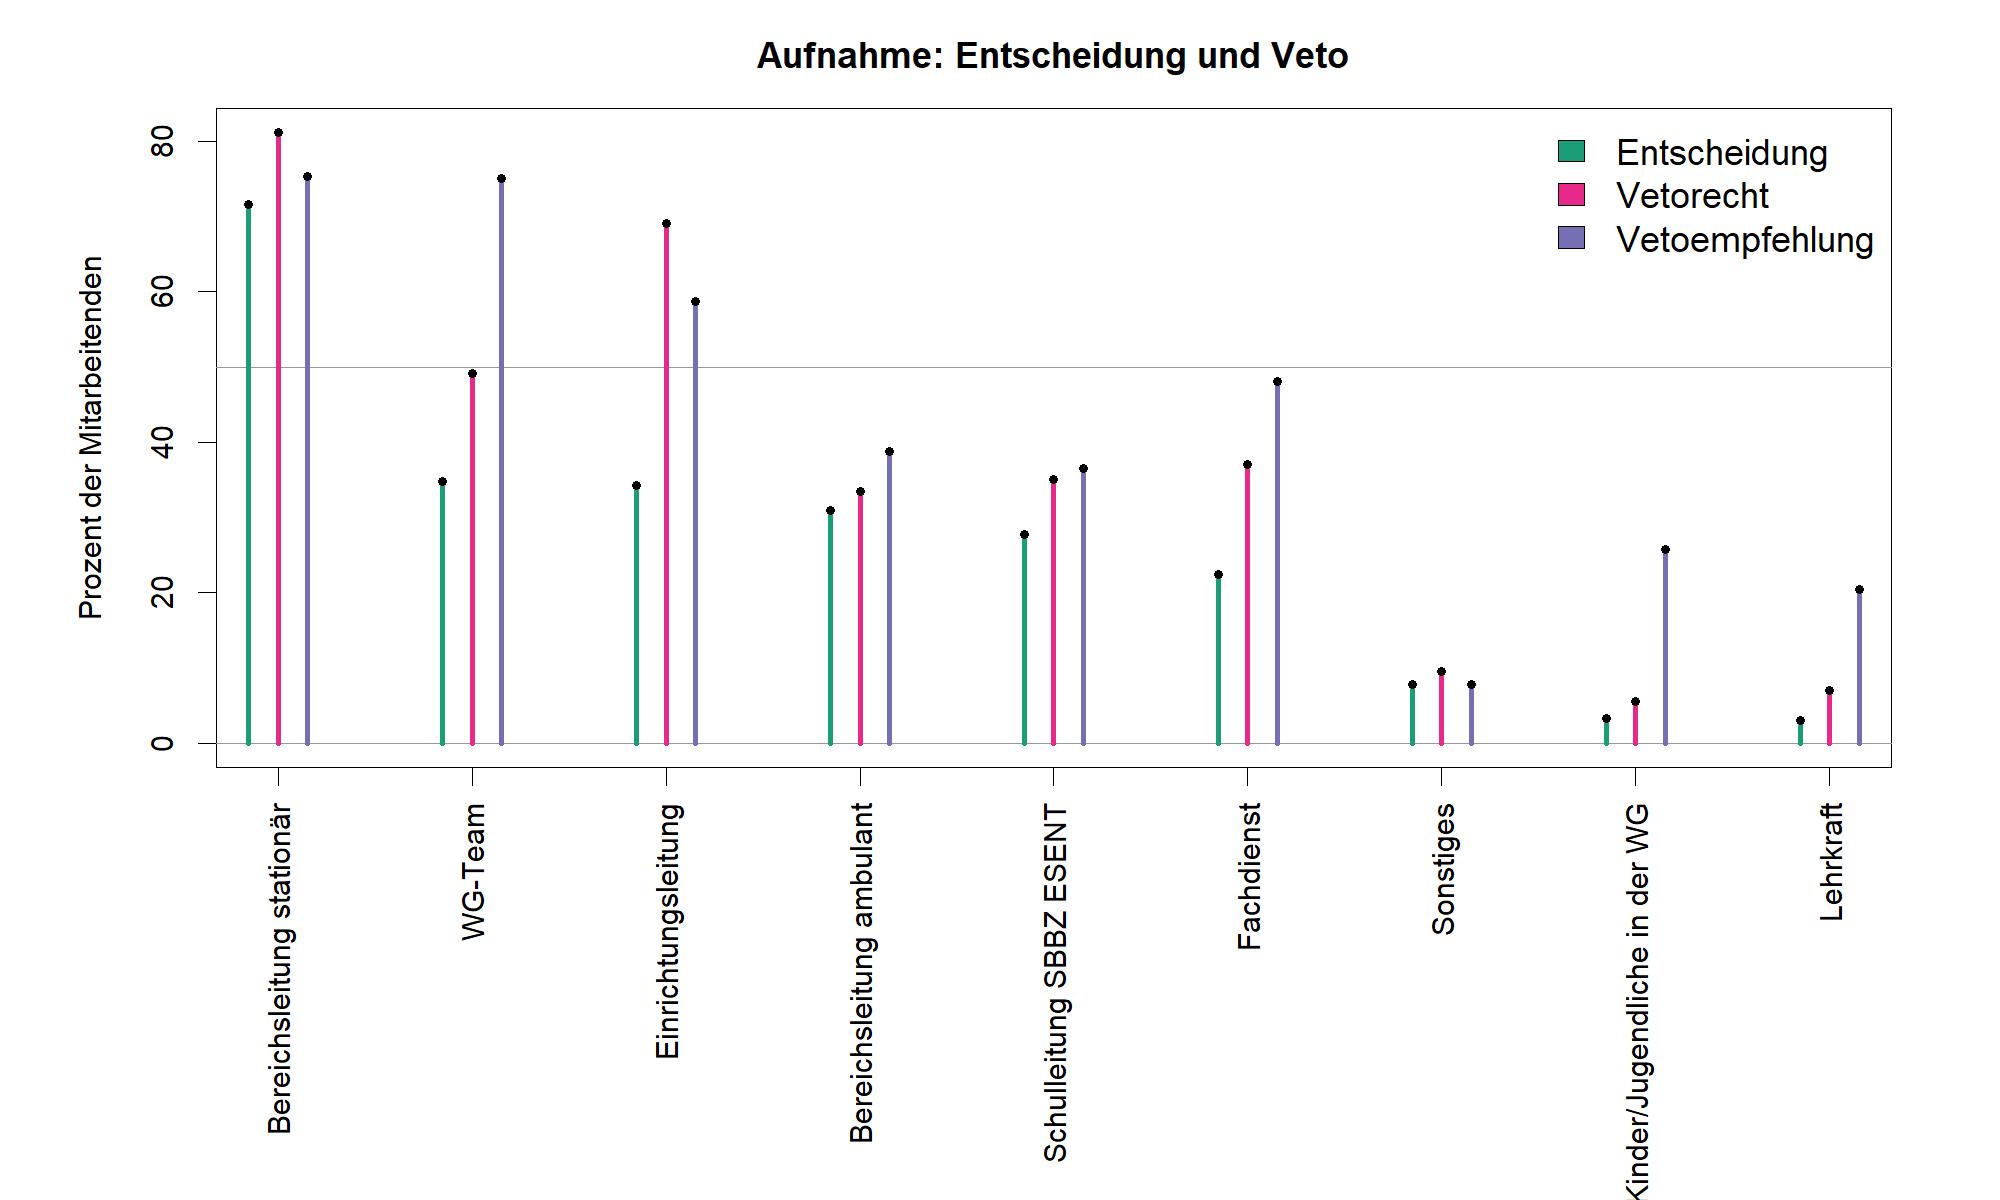 Aufnahme: Entscheidung und Veto
Prozent der Mitarbeitenden
80
60
40
20
0
Entscheidung
Vetorecht
Vetoempfehlung
Bereichsleitung stationär
WG-Team
Einrichtungsleitung
Bereichsleitung ambulant
Schulleitung SBBZ ESENT
Fachdienst
Sonstiges
Kinder/Jugendliche in der WG
Lehrkraft